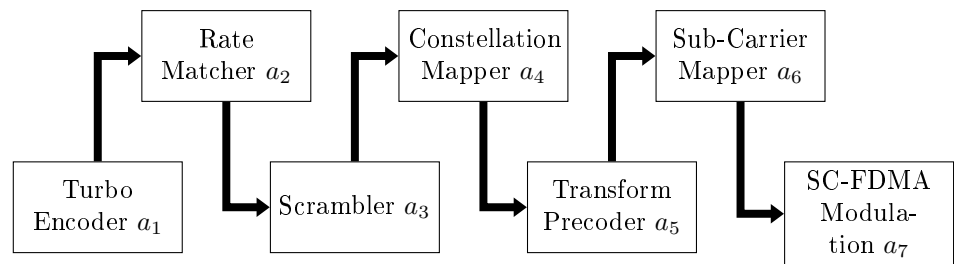 Rate
Matcher a2
Constellation
Mapper a4
Sub-Carrier
Mapper a6
Turbo
Encoder a1
Scrambler a3
Transform
Precoder a5
SC-FDMA
Modula-
tion a7